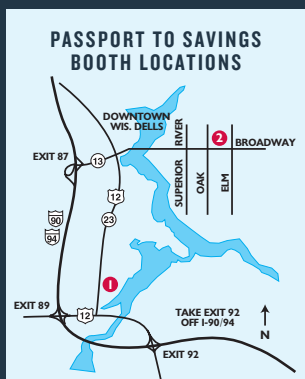 PASSPORT TO SAVINGS
BOOTH LOCATIONS
DOWNTOWN
WIS. DELLS
SUPERIOR
RIVER
OAK
2
ELM
BROADWAY
EXIT 87
13
12
90
94
23
1
EXIT 89
12
TAKE EXIT 92
OFF I-90/94
N
EXIT 92